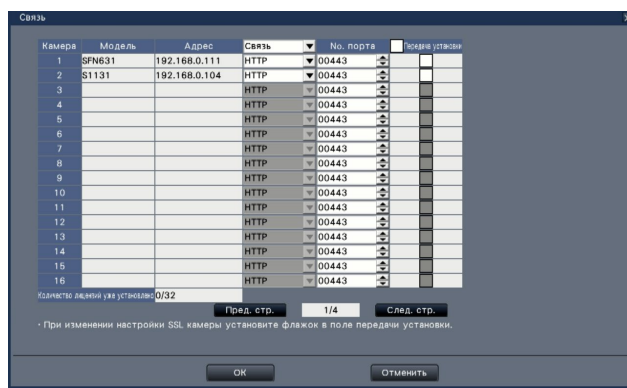 Связь
Камера Модель Адрес Связь No. порта Передача установки
1 SFN631 192.168.0.111 HTTP 00443
2 S1131 192.168.0.104 HTTP 00443
3 HTTP 00443
4 HTTP 00443
5 HTTP 00443
6 HTTP 00443
7 HTTP 00443
8 HTTP 00443
9 HTTP 00443
10 HTTP 00443
11 HTTP 00443
12 HTTP 00443
13 HTTP 00443
14 HTTP 00443
15 HTTP 00443
16 HTTP 00443
Количество лицензий уже установлено 0/32
Пред. стр. 1/4 След. стр.
· При изменении настройки SSL камеры установите флажок в поле передачи установки.
ОК Отменить